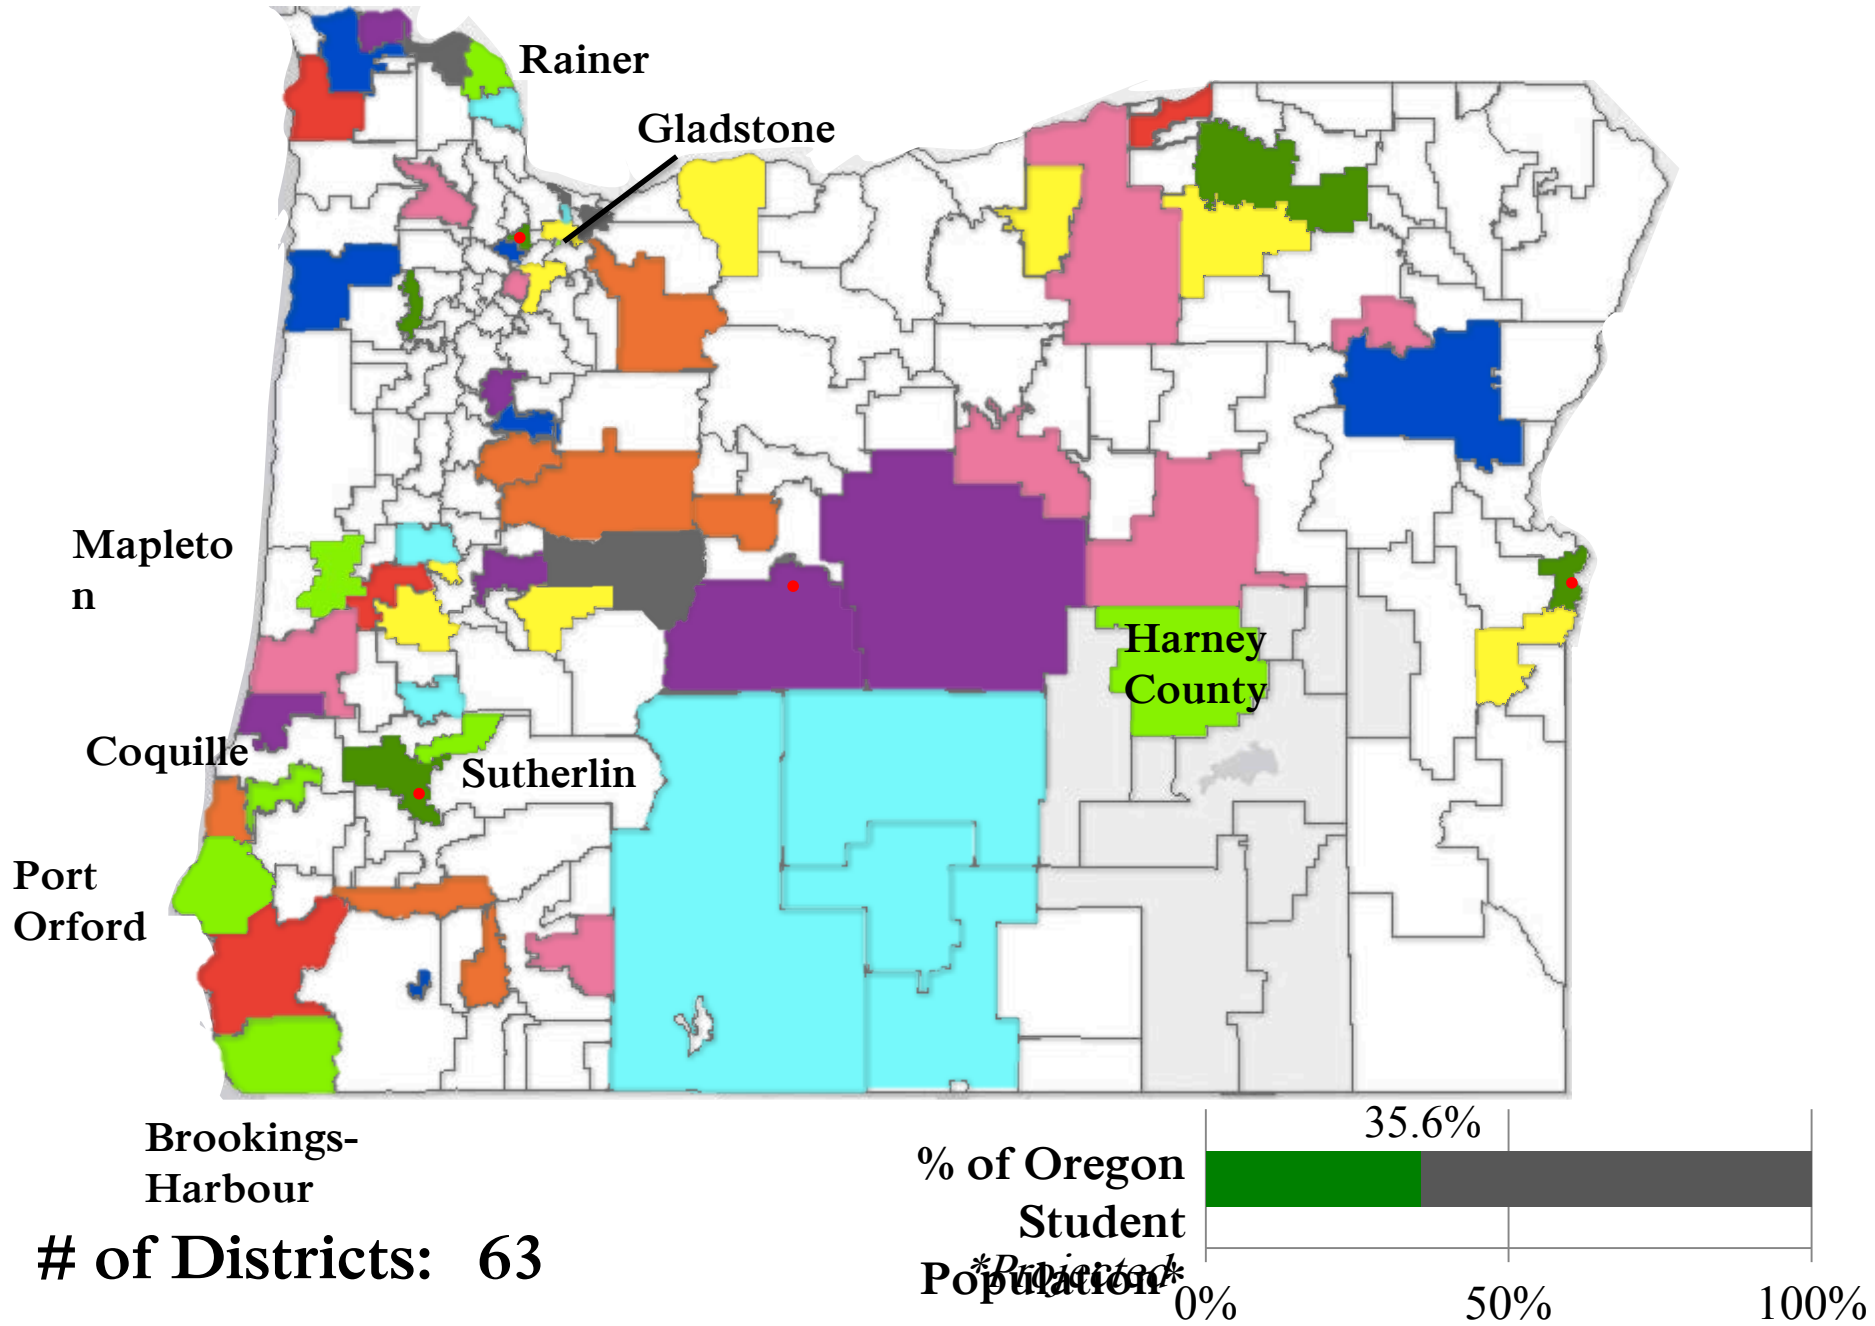 Rainer
Gladstone
Mapleto
n
Harney
County
Coquille
Sutherlin
Port
Orford
Brookings-
Harbour
# of Districts: 63
35.6%
% of Oregon
Student
Population*
*Projected*
0%
50%
100%